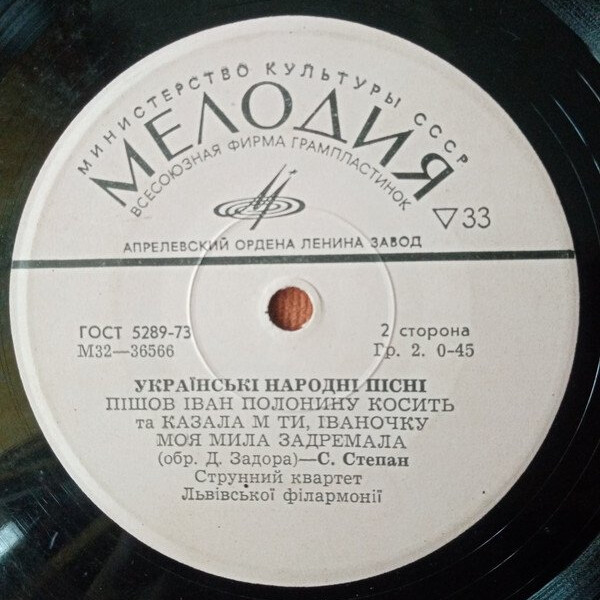 МИНИСТЕРСТВО КУЛЬТУРЫ СССР
МЕЛОДИЯ
ВСЕСОЮЗНАЯ ФИРМА ГРАМПЛАСТИНОК
▽33
АПРЕЛЕВСКИЙ ОРДЕНА ЛЕНИНА ЗАВОД
ГОСТ 5289-73
2 сторона
М32—36566
Гр. 2. 0-45
УКРАЇНСЬКІ НАРОДНІ ПІСНІ
ПІШОВ ІВАН ПОЛОНИНУ КОСИТЬ
та КАЗАЛА М ТИ, ІВАНОЧКУ
МОЯ МИЛА ЗАДРЕМАЛА
(обр. Д. Задора)—С. Степан
Струнний квартет
Львівської філармонії